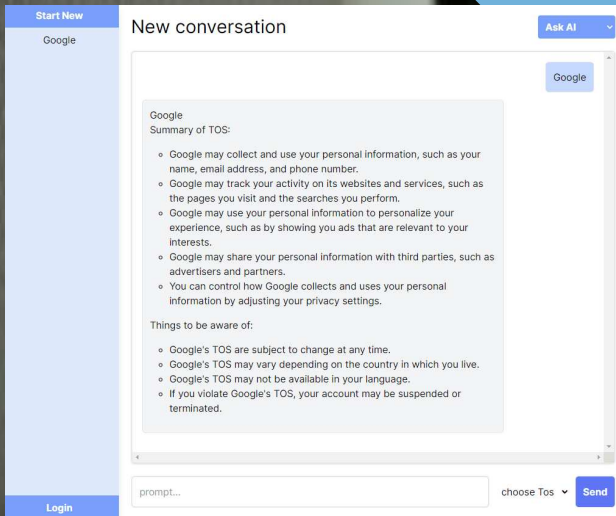 Start New
Google
Login
New conversation
Ask AI
Google
Google
Summary of TOS:
Google may collect and use your personal information, such as your
name, email address, and phone number.
Google may track your activity on its websites and services, such as
the pages you visit and the searches you perform.
Google may use your personal information to personalize your
experience, such as by showing you ads that are relevant to your
interests.
Google may share your personal information with third parties, such as
advertisers and partners.
You can control how Google collects and uses your personal
information by adjusting your privacy settings.
Things to be aware of:
Google's TOS are subject to change at any time.
Google's TOS may vary depending on the country in which you live.
Google's TOS may not be available in your language.
If you violate Google's TOS, your account may be suspended or
terminated.
prompt...
choose Tos
Send